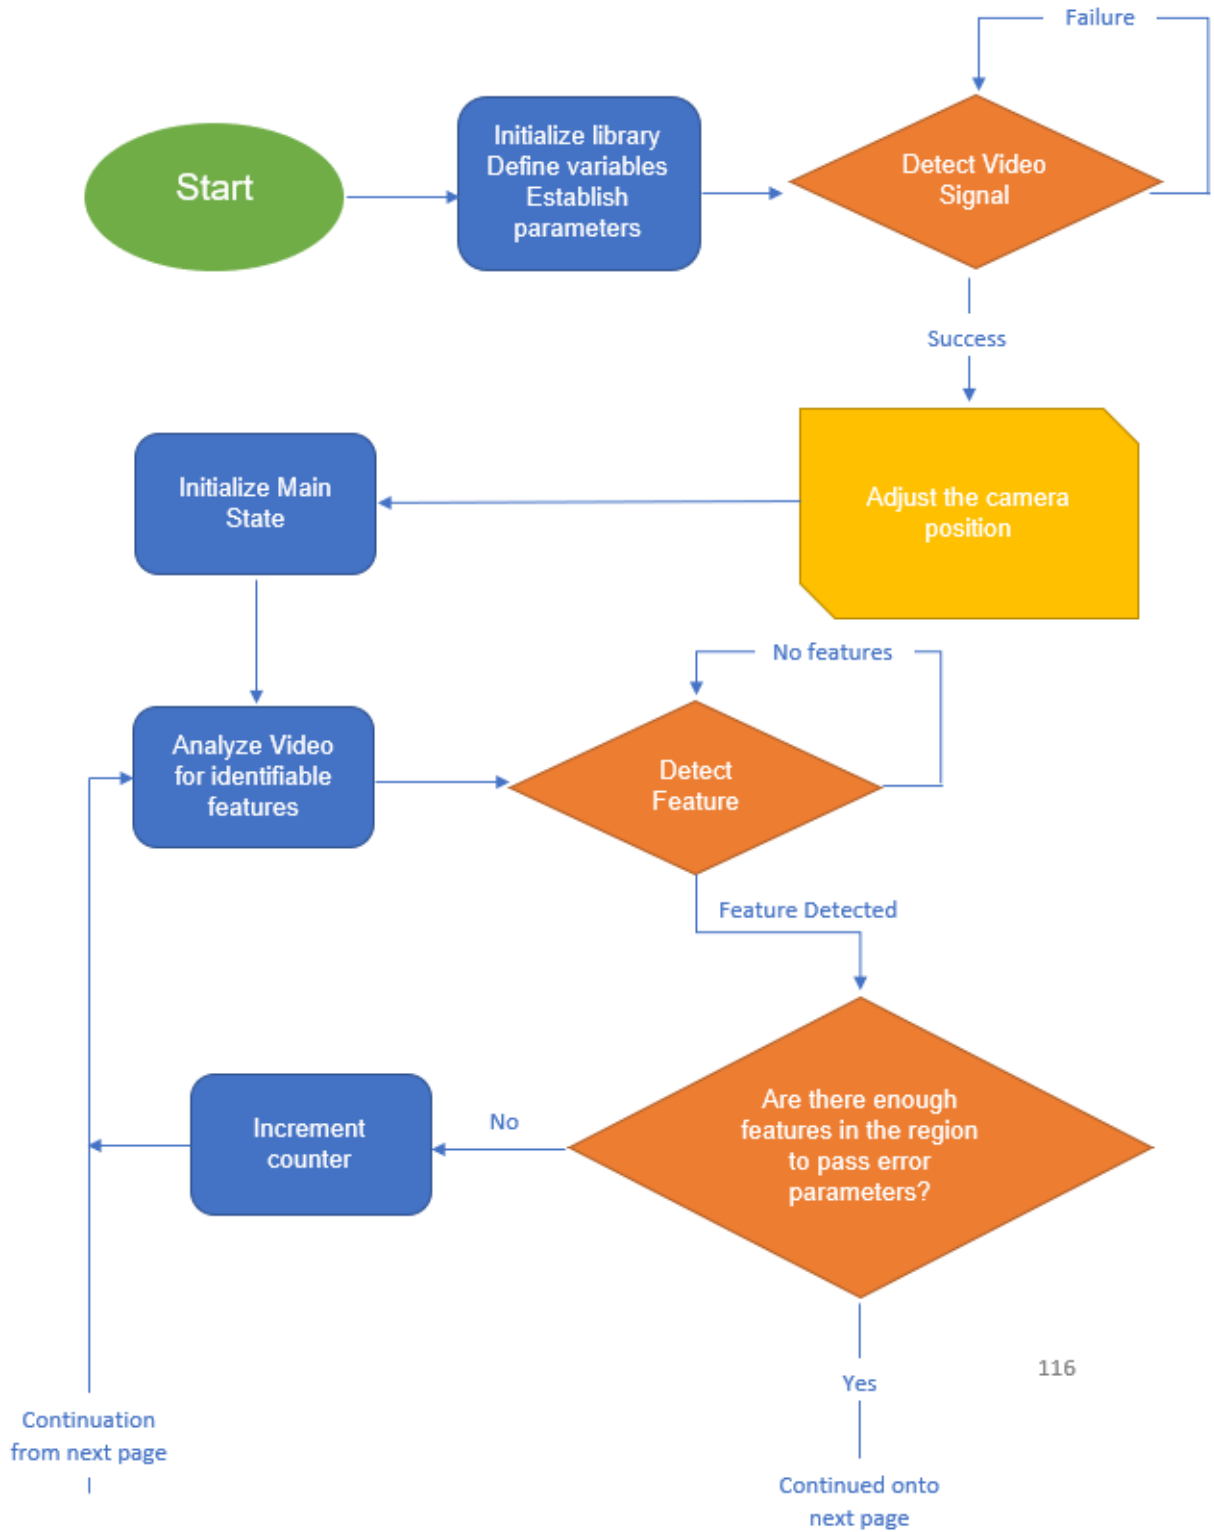 Failure
Start
Initialize library
Define variables
Establish
parameters
Detect Video
Signal
Success
Initialize Main
State
Adjust the camera
position
No features
Analyze Video
for identifiable
features
Detect
Feature
Feature Detected
Are there enough
features in the region
to pass error
parameters?
No
Increment
counter
Yes
116
Continuation
from next page
Continued onto
next page